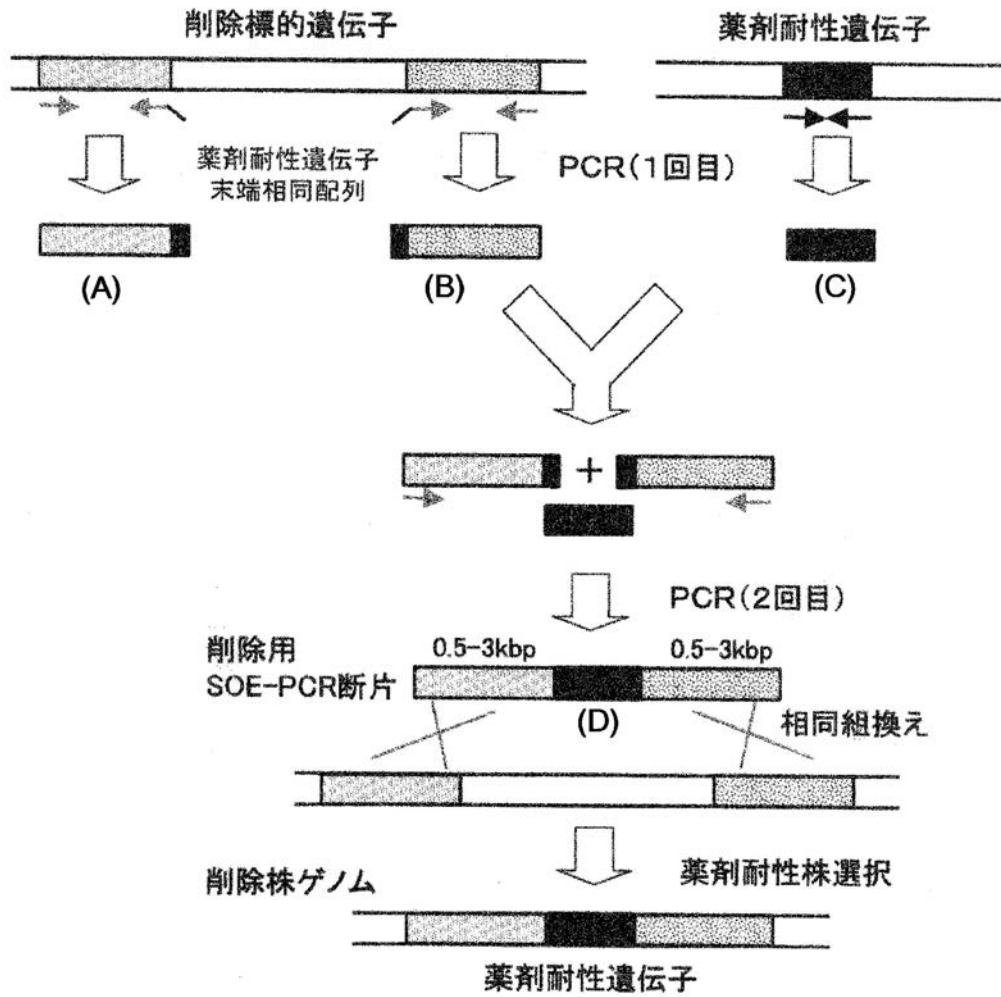 削除標的遺伝子
薬剤耐性遺伝子
薬剤耐性遺伝子
末端相同配列
PCR(1回目)
(A)
(B)
(C)
+
PCR(2回目)
削除用
SOE-PCR断片
0.5-3kbp
0.5-3kbp
(D)
相同組換え
削除株ゲノム
薬剤耐性株選択
薬剤耐性遺伝子